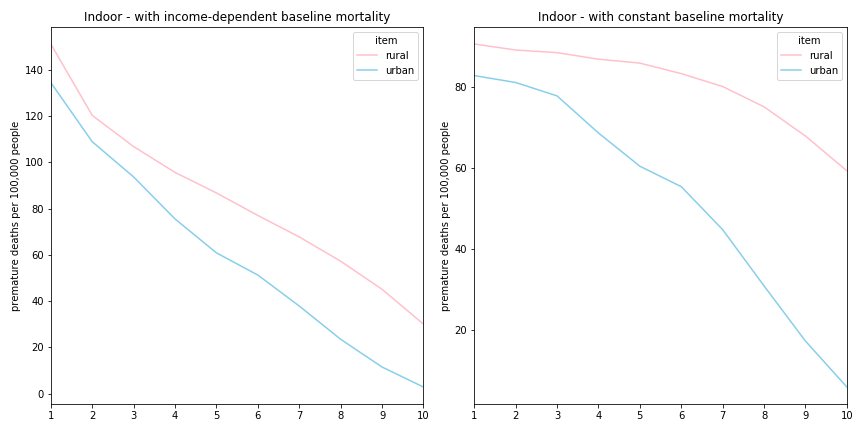 Indoor - with income-dependent baseline mortality
item
rural
urban
premature deaths per 100,000 people
140
120
100
80
60
40
20
0
1 2 3 4 5 6 7 8 9 10
Indoor - with constant baseline mortality
item
rural
urban
premature deaths per 100,000 people
80
60
40
20
1 2 3 4 5 6 7 8 9 10